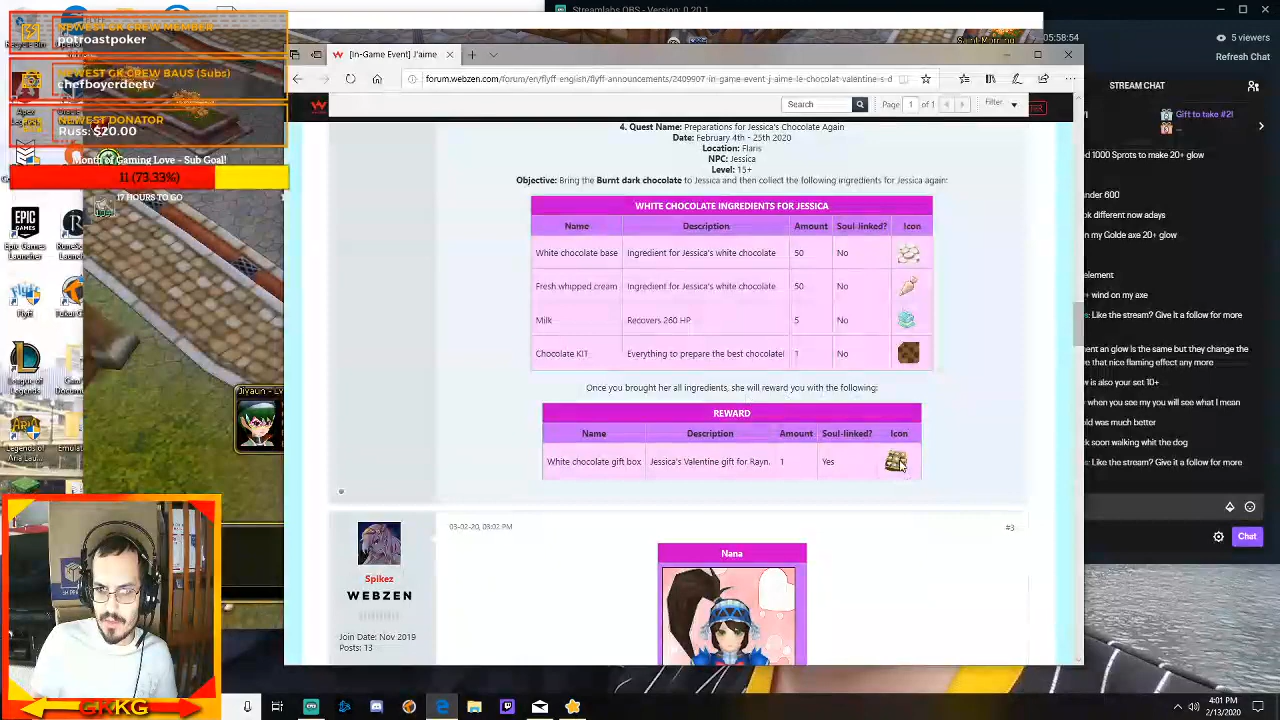 NEWEST GK CREW MEMBER
potroastpoker
NEWEST GK CREW BAUS (Subs)
chefboyerdeetv
NEWEST DONATOR
Russ: $20.00
Month of Gaming Love - Sub Goal!
11 (73.33%)
17 HOURS TO GO
Epic Games
Launcher
Flyff
League of
Legends
Legends of
Aria Lau...
Streamlabs OBS - Version: 0.20.1
05:58:54
5 viewers
Refresh Chat
[In-Game Event] J'aime
forum.webzen.com/forum/en/flyff/english/flyff-announcements/2409907-in-game-event-j-aime-le-chocolat-valentine-s-d
Search
Page 1 of 1
Filter
4. Quest Name: Preparations for Jessica's Chocolate Again
Date: February 4th - 25th 2020
Location: Flaris
NPC: Jessica
Level: 15+
Objective: Bring the Burnt dark chocolate to Jessica and then collect the following ingredients for Jessica again:
WHITE CHOCOLATE INGREDIENTS FOR JESSICA
Name Description Amount Soul-linked? Icon
White chocolate base Ingredient for Jessica's white chocolate 50 No
Fresh whipped cream Ingredient for Jessica's white chocolate 50 No
Milk Recovers 260 HP 5 No
Chocolate KIT Everything to prepare the best chocolate! 1 No
Once you brought her all ingredients, she will reward you with the following:
REWARD
Name Description Amount Soul-linked? Icon
White chocolate gift box Jessica's Valentine gift for Rayn. 1 Yes
03-02-20, 03:02 PM
#3
Spikez
WEBZEN
Join Date: Nov 2019
Posts: 13
Nana
STREAM CHAT
Gift to take #2!
100 Sprots to make 20+ glow
under 600
ok different now adays
n my Golde axe 20+ glow
element
+ wind on my axe
: Like the stream? Give it a follow for more
ent an glow is the same but they change the
e that nice flaming effect any more
w is also your set 10+
when you see my you will see what I mean
ld was much better
k soon walking whit the dog
: Like the stream? Give it a follow for more
Chat
GKKG
4:01 PM
2/13/2020